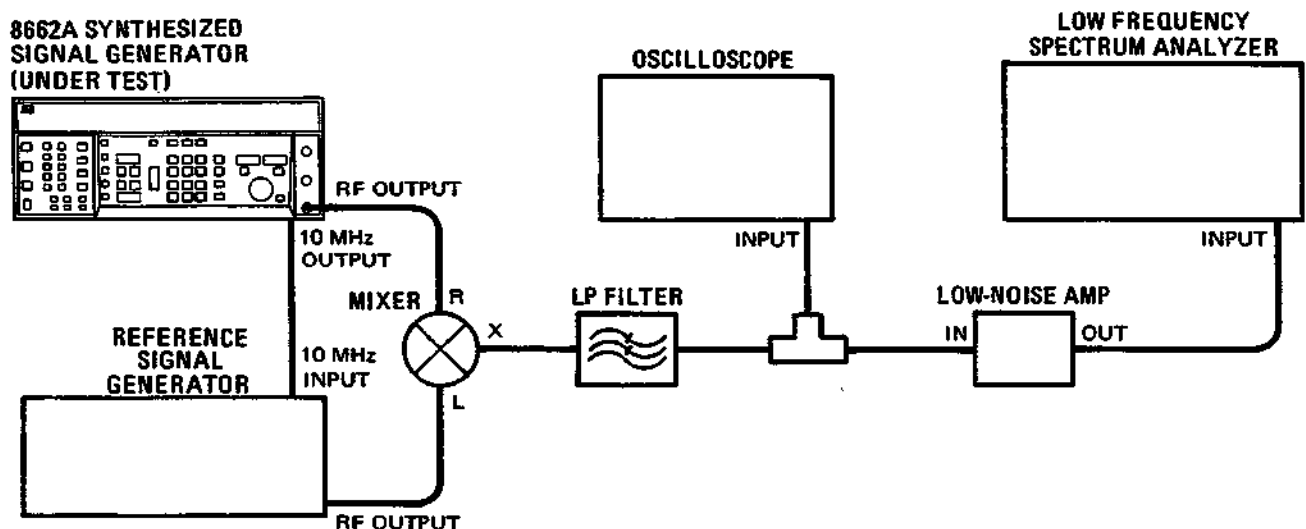 8662A SYNTHESIZED
SIGNAL GENERATOR
(UNDER TEST)
RF OUTPUT
10 MHz
OUTPUT
MIXER
R
X
L
REFERENCE
SIGNAL
GENERATOR
10 MHz
INPUT
RF OUTPUT
LP FILTER
OSCILLOSCOPE
INPUT
LOW-NOISE AMP
IN
OUT
LOW FREQUENCY
SPECTRUM ANALYZER
INPUT